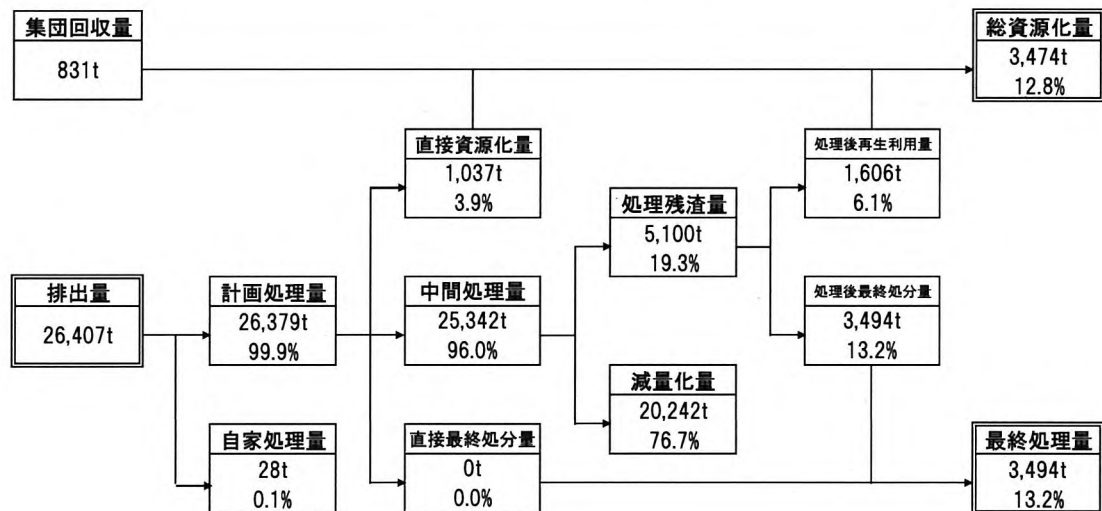 集団回収量
831t
総資源化量
3,474t
12.8%
直接資源化量
1,037t
3.9%
処理後再生利用量
1,606t
6.1%
処理残渣量
5,100t
19.3%
排出量
26,407t
計画処理量
26,379t
99.9%
中間処理量
25,342t
96.0%
処理後最終処分量
3,494t
13.2%
減量化量
20,242t
76.7%
自家処理量
28t
0.1%
直接最終処分量
0t
0.0%
最終処理量
3,494t
13.2%